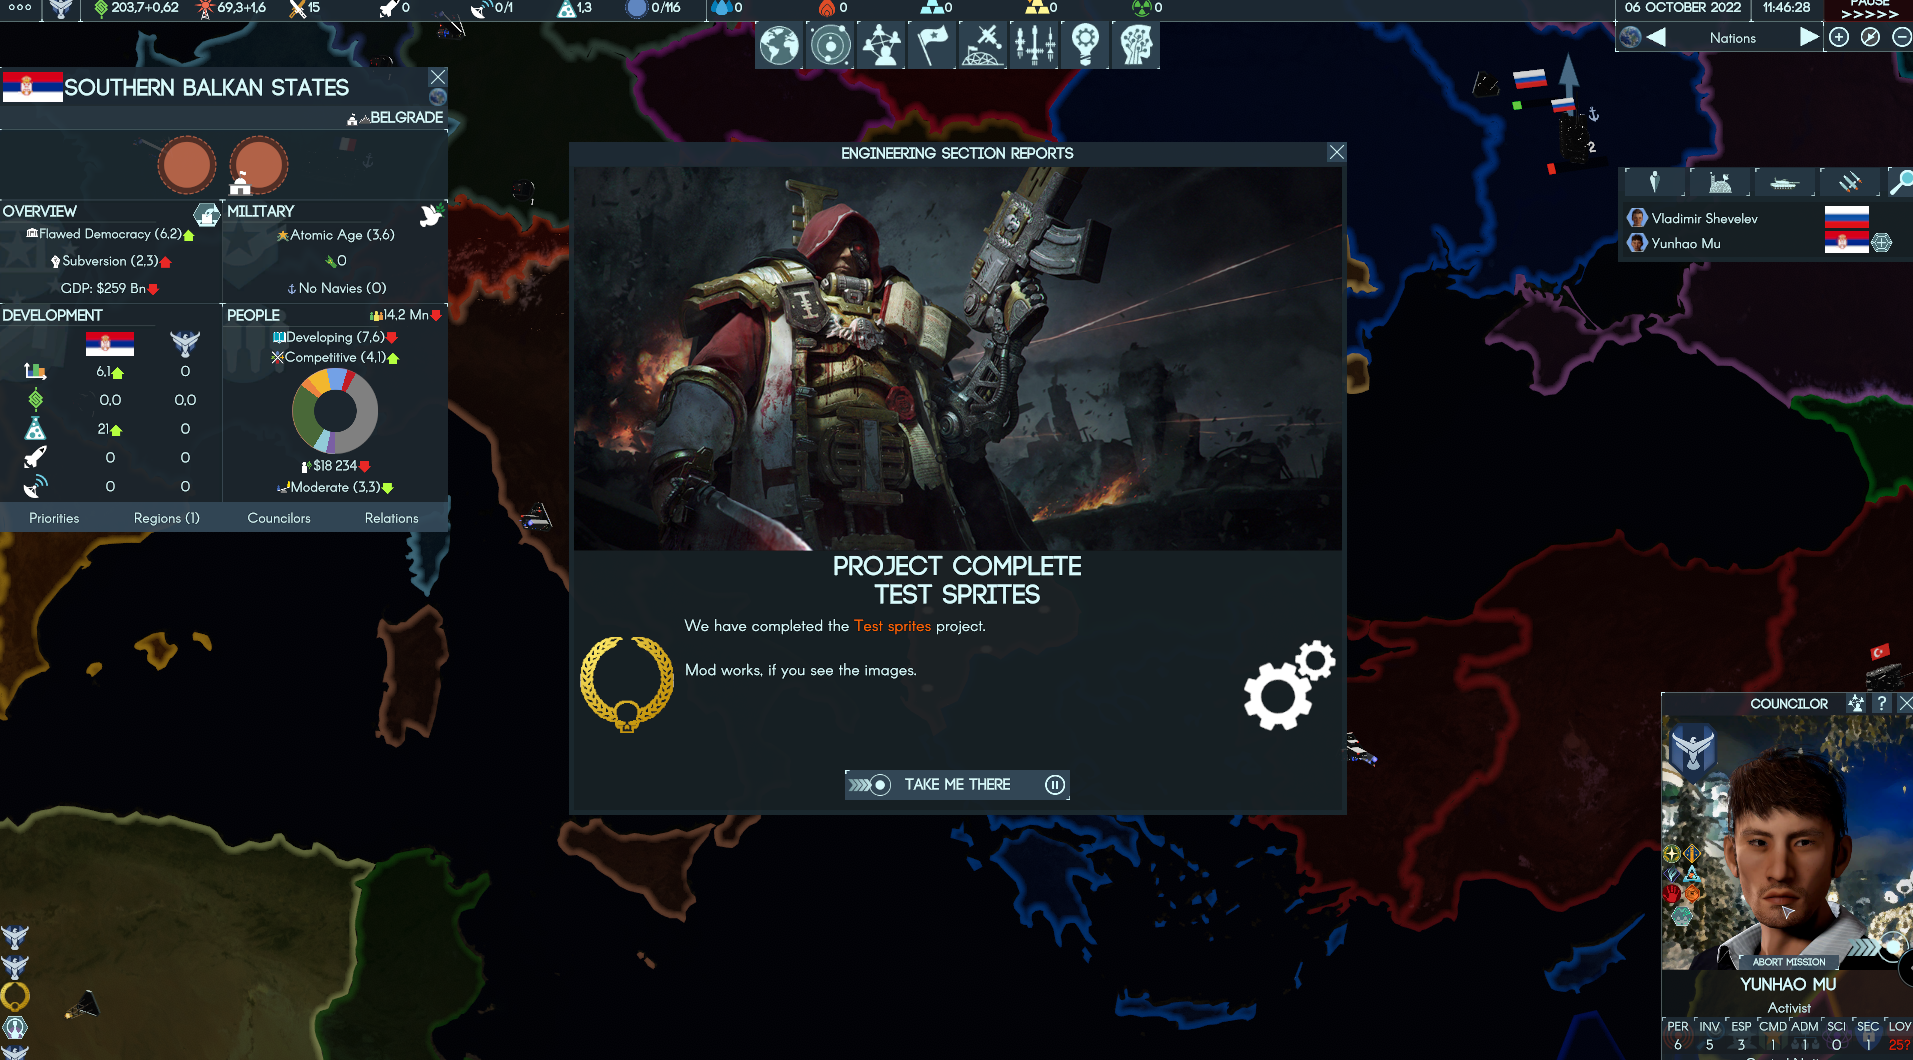 203,7+0,62
69,3+1,6
15
0
0/1
1,3
0/116
0
0
0
0
0
06 OCTOBER 2022
11:46:28
PAUSE
>>>>>
Nations
SOUTHERN BALKAN STATES
BELGRADE
OVERVIEW
Flawed Democracy (6,2)
Subversion (2,3)
GDP: $259 Bn
MILITARY
Atomic Age (3,6)
0
No Navies (0)
DEVELOPMENT
6,1
0
0,0
0,0
21
0
0
0
0
0
PEOPLE
14,2 Mn
Developing (7,6)
Competitive (4,1)
$18 234
Moderate (3,3)
Priorities
Regions (1)
Councilors
Relations
ENGINEERING SECTION REPORTS
PROJECT COMPLETE
TEST SPRITES
We have completed the Test sprites project.
Mod works, if you see the images.
TAKE ME THERE
2
Vladimir Shevelev
Yunhao Mu
COUNCILOR
?
ABORT MISSION
YUNHAO MU
Activist
PER INV ESP CMD ADM SCI SEC LOY
6 5 3 1 1 0 1 25?